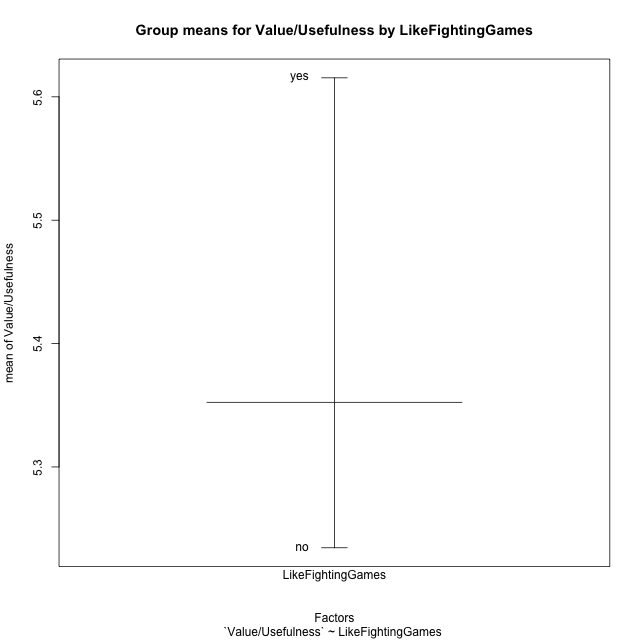 Group means for Value/Usefulness by LikeFightingGames
yes
5.6
5.5
5.4
5.3
mean of Value/Usefulness
no
LikeFightingGames
Factors
`Value/Usefulness` ~ LikeFightingGames